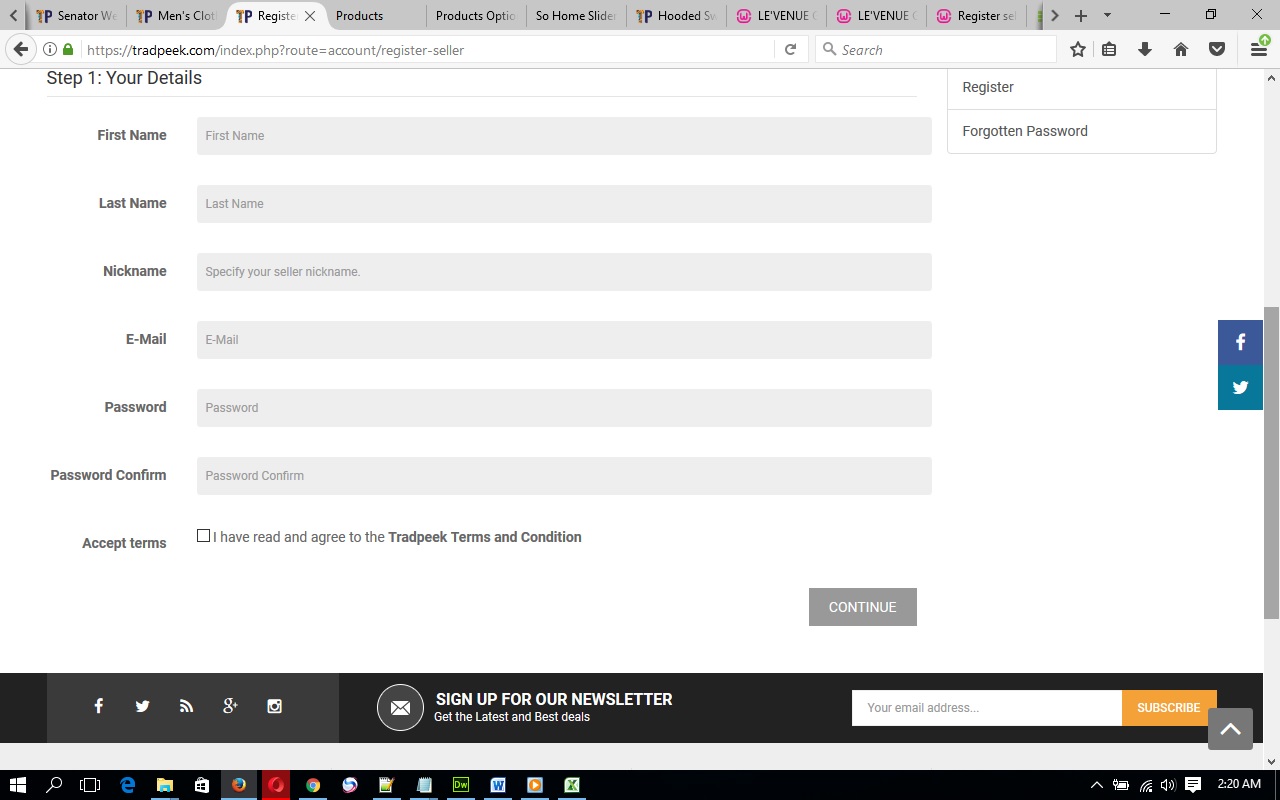 Senator We
Men's Clot
Registe
Products
Products Optio
So Home Slider
Hooded Sw
LE'VENUE
LE'VENUE
Register sel
https://tradpeek.com/index.php?route=account/register-seller
Search
Step 1: Your Details
Register
Forgotten Password
First Name
First Name
Last Name
Last Name
Nickname
Specify your seller nickname.
E-Mail
E-Mail
Password
Password
Password Confirm
Password Confirm
Accept terms
I have read and agree to the Tradpeek Terms and Condition
CONTINUE
SIGN UP FOR OUR NEWSLETTER
Get the Latest and Best deals
Your email address...
SUBSCRIBE
2:20 AM